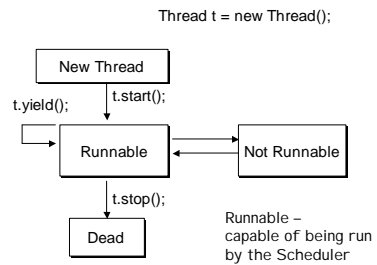 Thread t = new Thread();
New Thread
t.start();
t.yield();
Runnable
Not Runnable
t.stop();
Dead
Runnable –
capable of being run
by the Scheduler